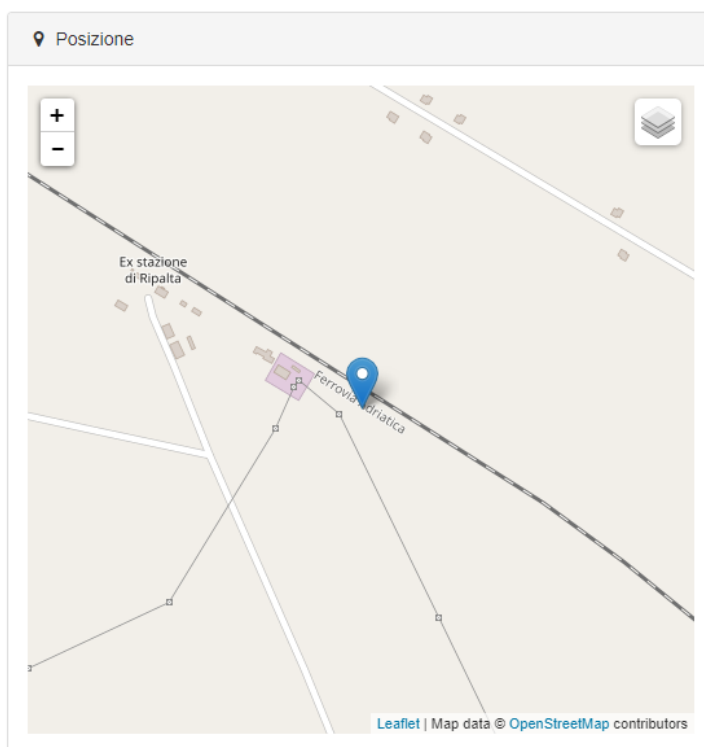 Posizione
+
−
Ex stazione
di Ripalta
Ferrovia Adriatica
Leaflet | Map data © OpenStreetMap contributors